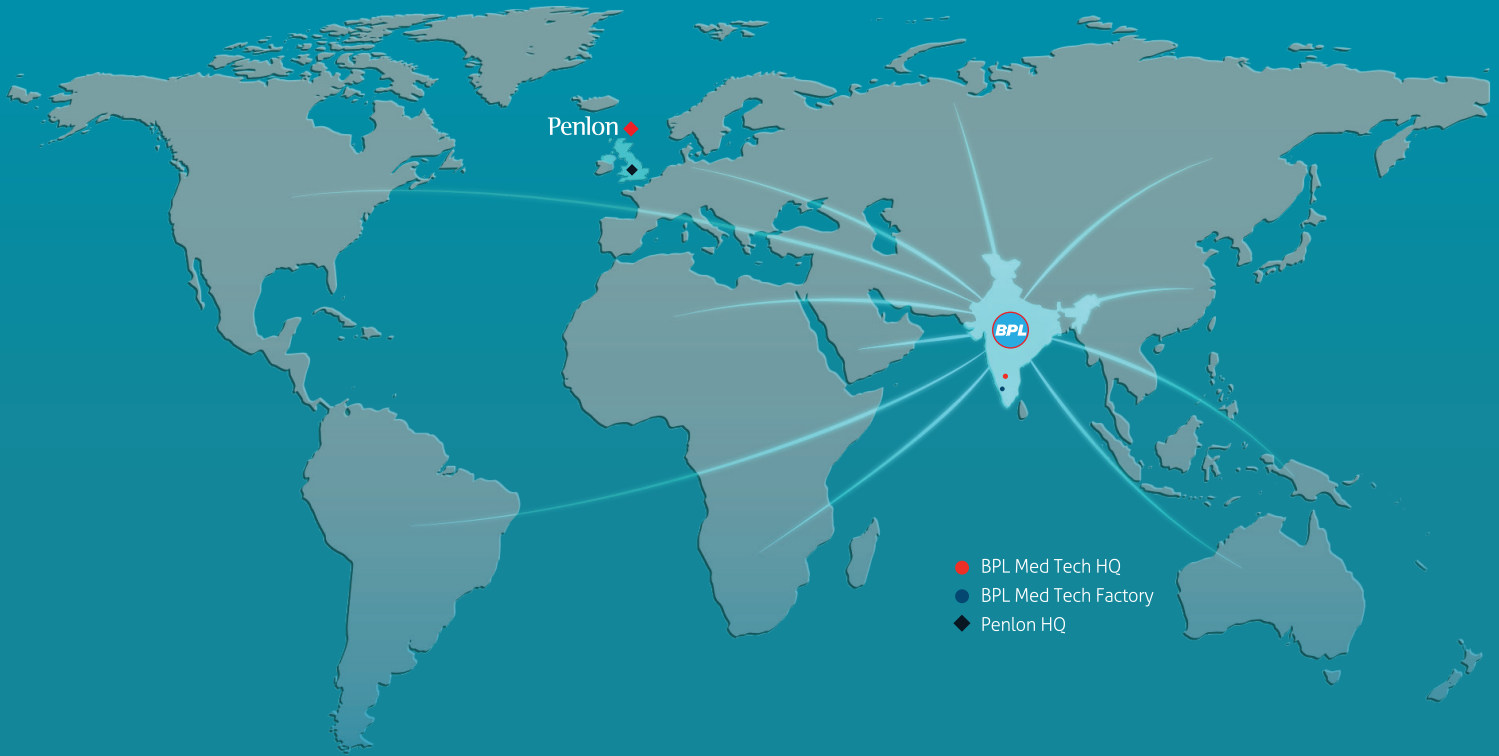 Penlon
BPL
BPL Med Tech HQ
BPL Med Tech Factory
Penlon HQ